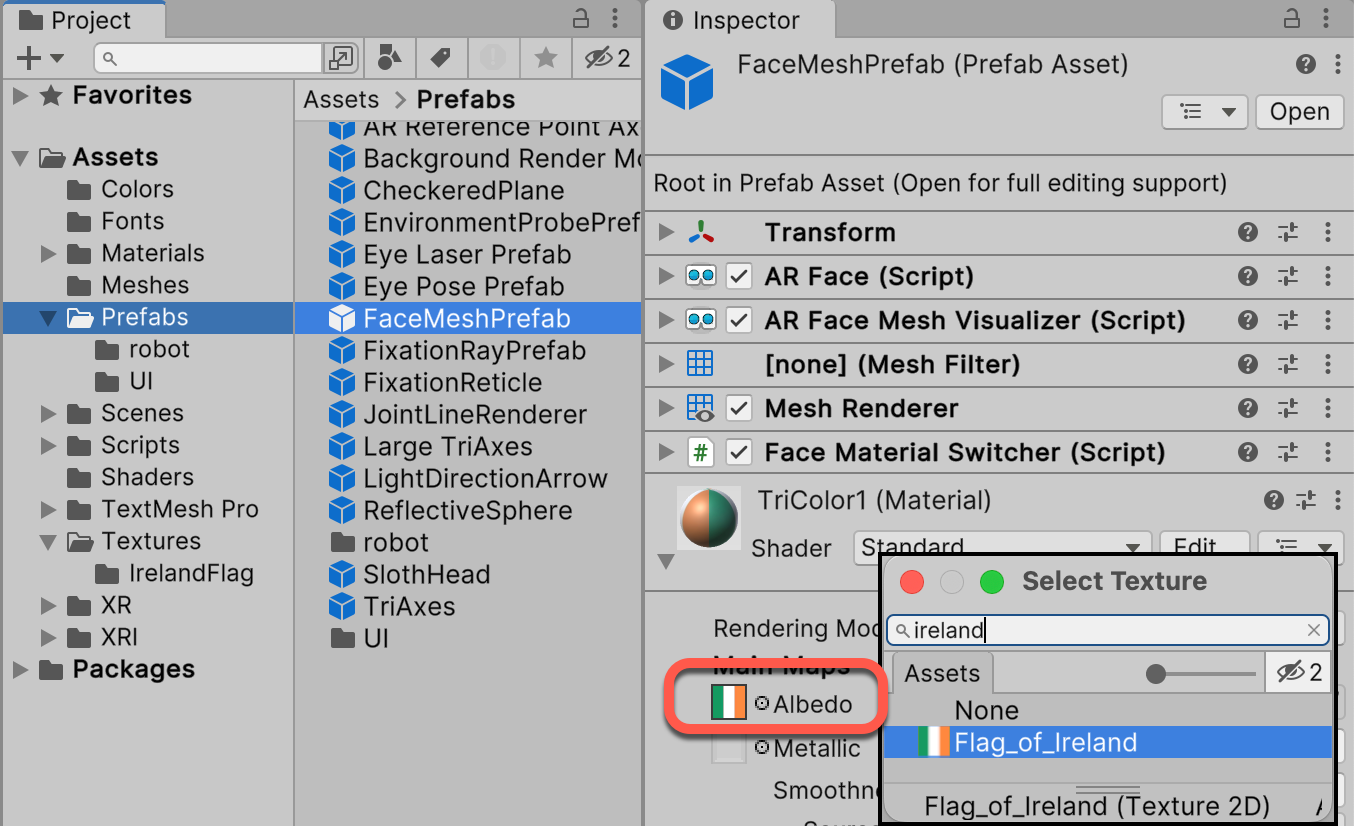 Project
2
Favorites
Assets
Colors
Fonts
Materials
Meshes
Prefabs
robot
UI
Scenes
Scripts
Shaders
TextMesh Pro
Textures
IrelandFlag
XR
XRI
Packages
Assets > Prefabs
AR Reference Point Ax
Background Render Mo
CheckeredPlane
EnvironmentProbePref
Eye Laser Prefab
Eye Pose Prefab
FaceMeshPrefab
FixationRayPrefab
FixationReticle
JointLineRenderer
Large TriAxes
LightDirectionArrow
ReflectiveSphere
robot
SlothHead
TriAxes
UI
Inspector
FaceMeshPrefab (Prefab Asset)
Open
Root in Prefab Asset (Open for full editing support)
Transform
AR Face (Script)
AR Face Mesh Visualizer (Script)
[none] (Mesh Filter)
Mesh Renderer
# Face Material Switcher (Script)
TriColor1 (Material)
Shader Standard Edit...
Rendering Mod
Main Maps
Albedo
Metallic
Smoothn
Source
Select Texture
ireland
Assets 2
None
Flag_of_Ireland
Flag_of_Ireland (Texture 2D) A